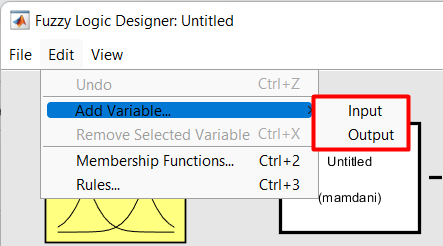 Fuzzy Logic Designer: Untitled
File Edit View
Undo Ctrl+Z
Add Variable... Input
Remove Selected Variable Ctrl+X Output
Membership Functions... Ctrl+2 Untitled
Rules... Ctrl+3 (mamdani)